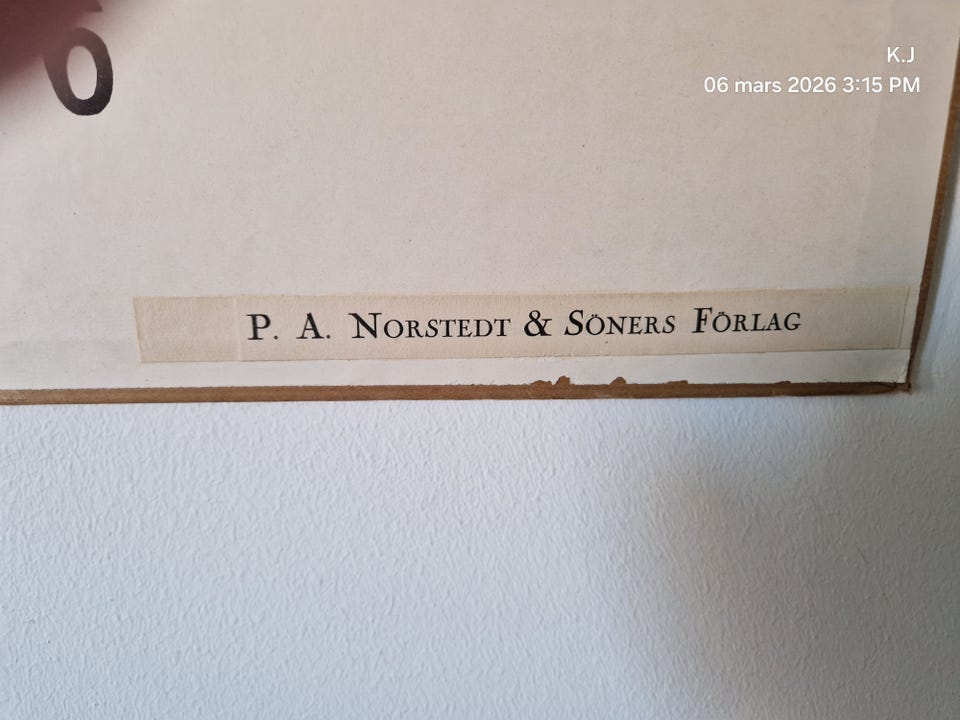 K.J
06 mars 2026 3:15 PM
P. A. NORSTEDT & SÖNERS FÖRLAG